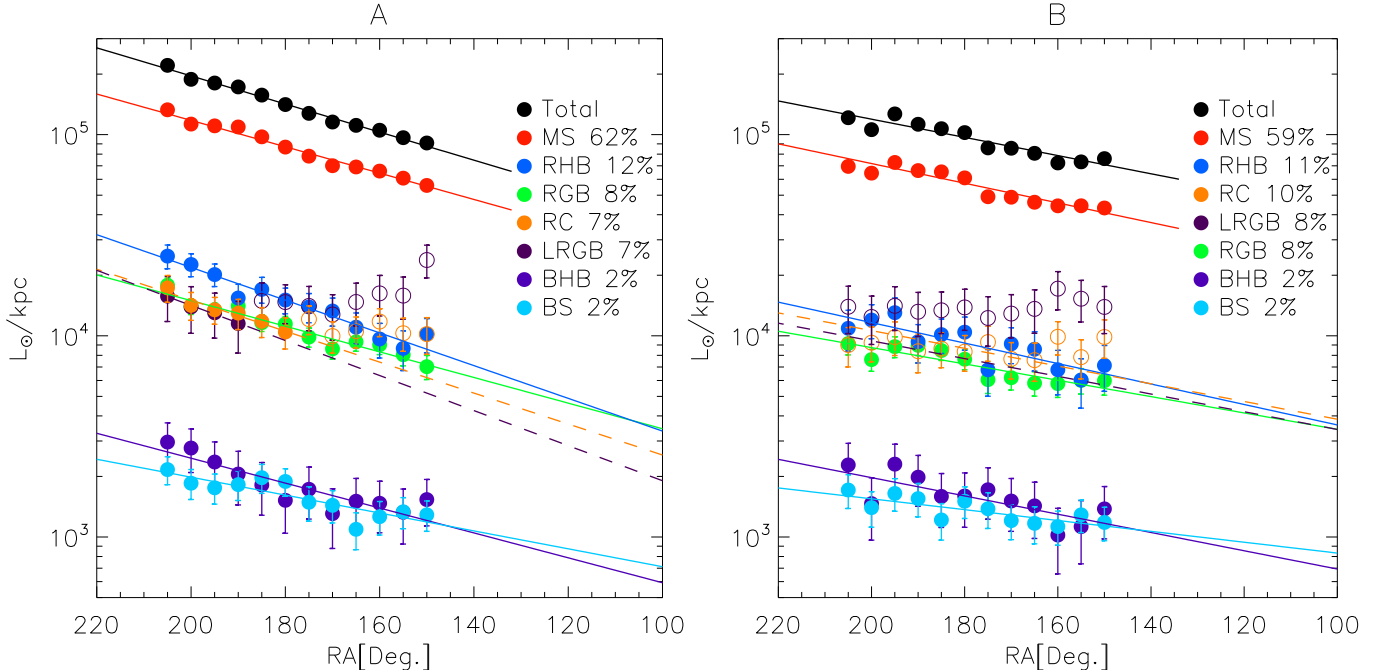 A
L⊙/kpc
10^5
10^4
10^3
Total
MS 62%
RHB 12%
RGB 8%
RC 7%
LRGB 7%
BHB 2%
BS 2%
220 200 180 160 140 120 100
RA[Deg.]
B
L⊙/kpc
10^5
10^4
10^3
Total
MS 59%
RHB 11%
RC 10%
LRGB 8%
RGB 8%
BHB 2%
BS 2%
220 200 180 160 140 120 100
RA[Deg.]